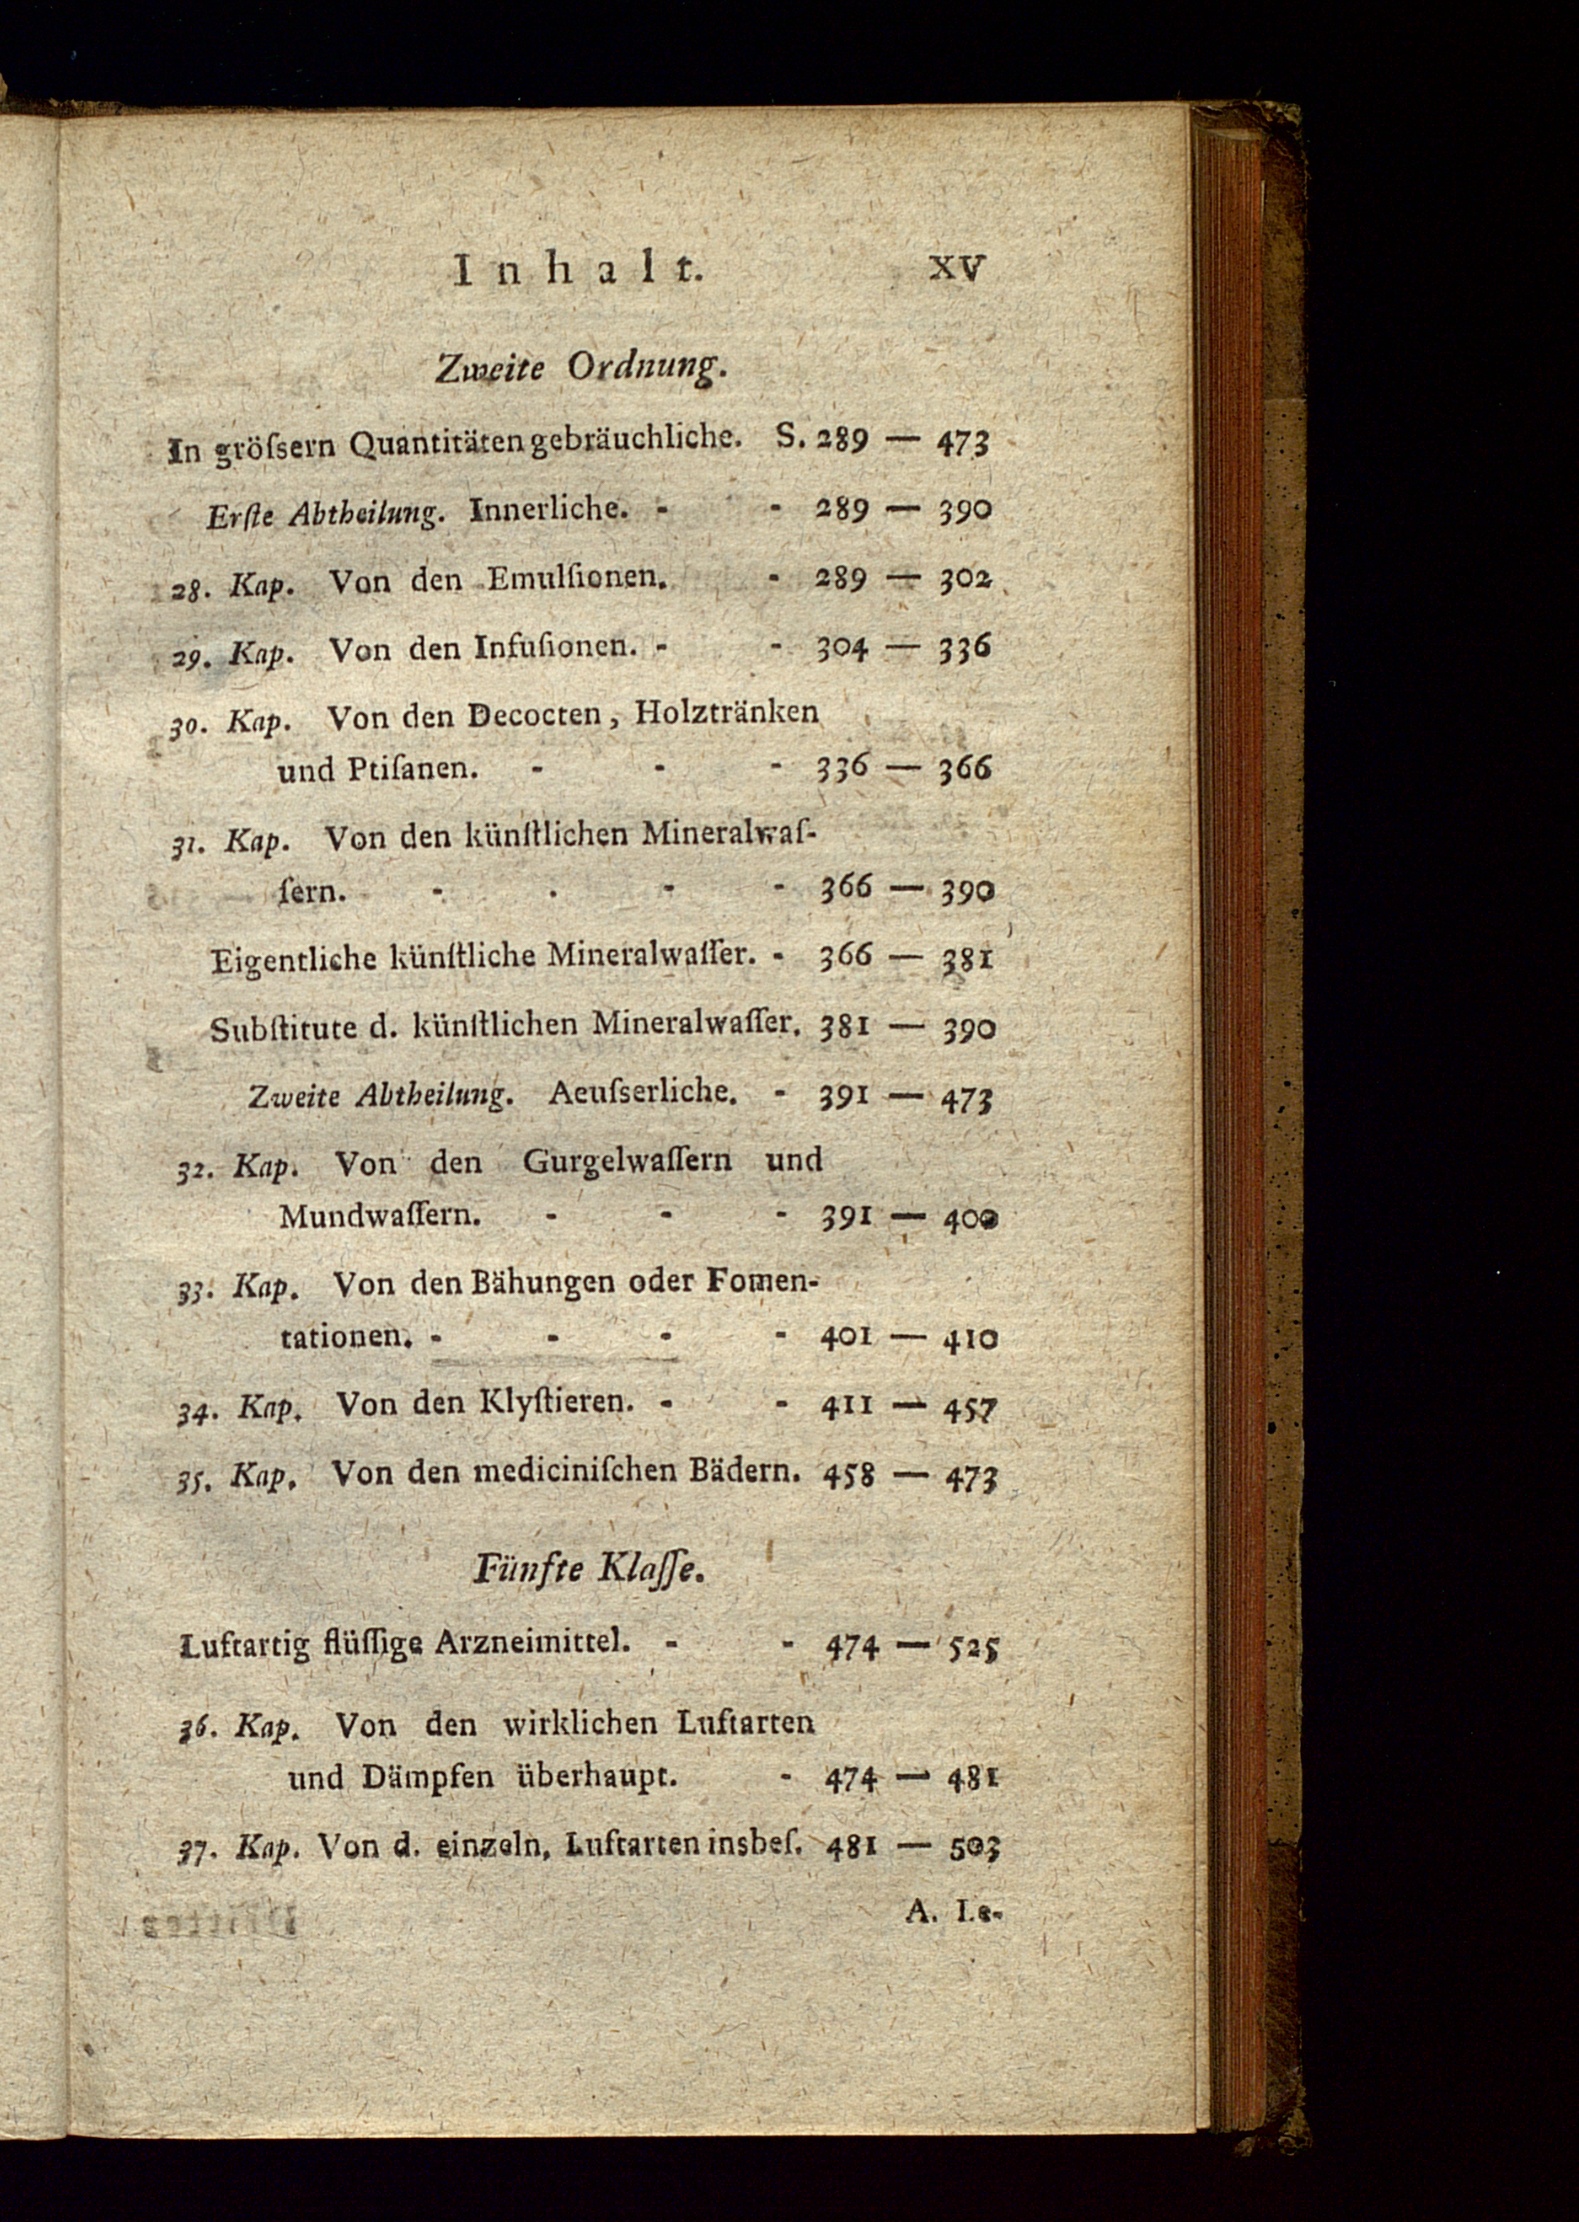 Inhalt. XV
Zweite Ordnung.
In gröſsern Quantitäten gebräuchliche. S. 289 — 473
Erſte Abtheilung. Innerliche. - - 289 — 390
28. Kap. Von den Emulſionen. - 289 — 302
29. Kap. Von den Infuſionen. - - 304 — 336
30. Kap. Von den Decocten, Holztränken
und Ptiſanen. - - - 336 — 366
31. Kap. Von den künſtlichen Mineralwaſ-
ſern. - - - - 366 — 390
Eigentliche künſtliche Mineralwaſſer. - 366 — 381
Subſtitute d. künſtlichen Mineralwaſſer. 381 — 390
Zweite Abtheilung. Aeuſserliche. - 391 — 473
32. Kap. Von den Gurgelwaſſern und
Mundwaſſern. - - - 391 — 400
33. Kap. Von den Bähungen oder Fomen-
tationen. - - - - 401 — 410
34. Kap. Von den Klyſtieren. - - 411 — 457
35. Kap. Von den mediciniſchen Bädern. 458 — 473
Fünfte Klaſſe.
Luftartig flüſſige Arzneimittel. - - 474 — 525
36. Kap. Von den wirklichen Luftarten
und Dämpfen überhaupt. - 474 — 481
37. Kap. Von d. einzeln. Luftarten insbeſ. 481 — 503
A. Le-